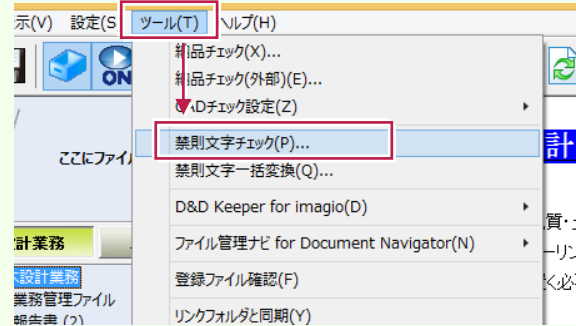 示(V) 設定(S ツール(T) ヘルプ(H)
ON
納品チェック(X)...
納品チェック(外部)(E)...
CADチェック設定(Z)
禁則文字チェック(P)...
禁則文字一括変換(Q)...
D&D Keeper for imagio(D)
ファイル管理ナビ for Document Navigator(N)
登録ファイル確認(F)
リンクフォルダと同期(Y)
ここにファイ
計業務
設計業務
業務管理ファイル
報告書 (2)
計
質・
ーリン
く必